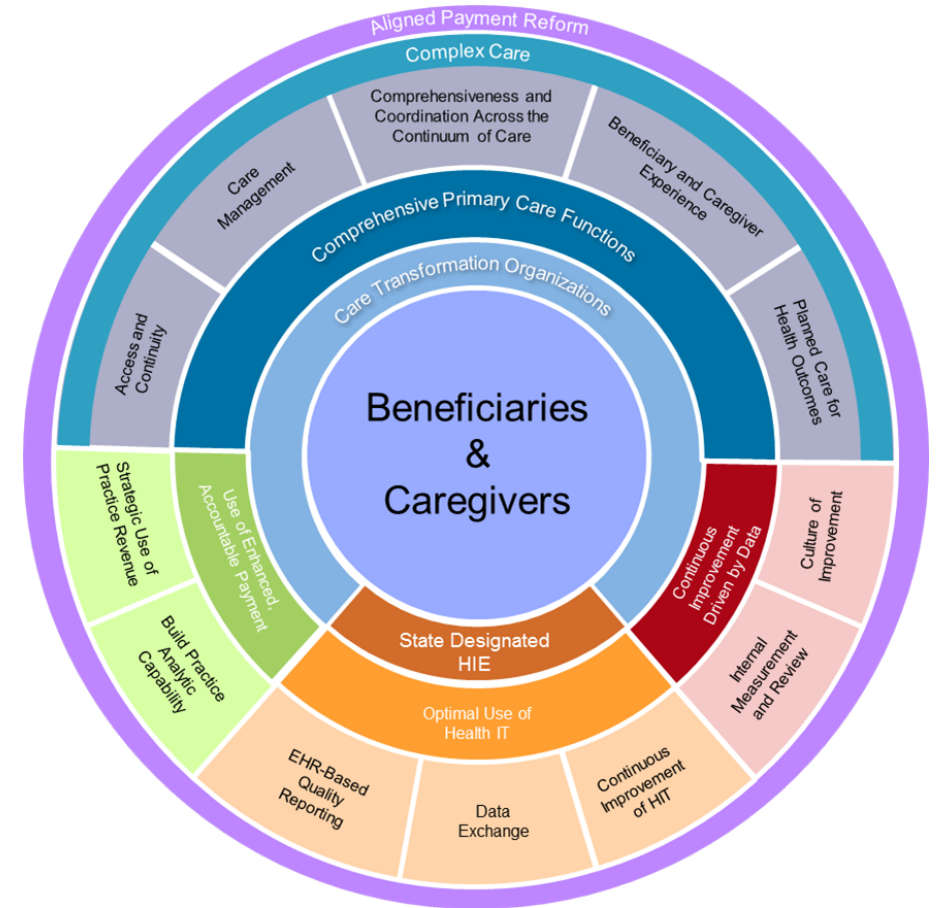 Aligned Payment Reform
Complex Care
Comprehensiveness and
Coordination Across the
Continuum of Care
Care
Management
Beneficiary and Caregiver
Experience
Access and
Continuity
Planned Care for
Health Outcomes
Comprehensive Primary Care Functions
Care Transformation Organizations
Beneficiaries
&
Caregivers
Strategic Use of
Practice Revenue
Use of Enhanced,
Accountable Payment
Build Practice
Analytic
Capability
Continuous
Improvement
Driven by Data
Culture of
Improvement
Internal
Measurement
and Review
State Designated
HIE
Optimal Use of
Health IT
EHR-Based
Quality
Reporting
Data
Exchange
Continuous
Improvement
of HIT